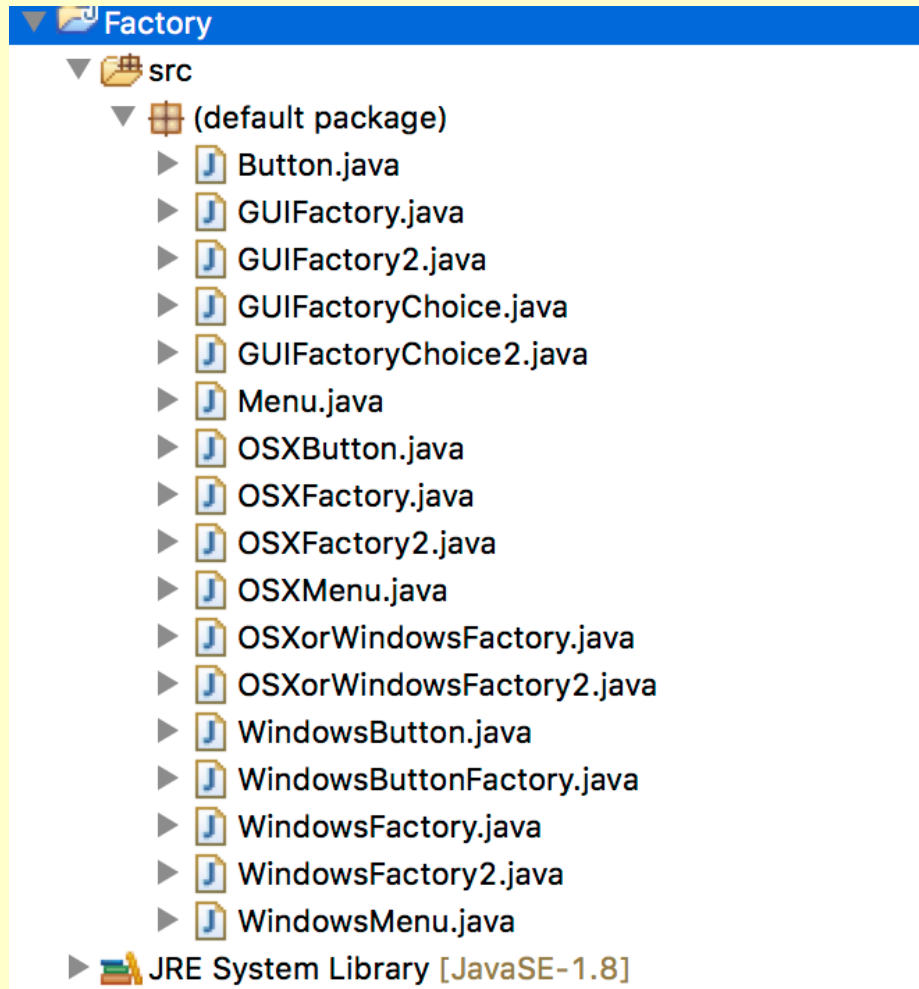 Factory
src
(default package)
Button.java
GUIFactory.java
GUIFactory2.java
GUIFactoryChoice.java
GUIFactoryChoice2.java
Menu.java
OSXButton.java
OSXFactory.java
OSXFactory2.java
OSXMenu.java
OSXorWindowsFactory.java
OSXorWindowsFactory2.java
WindowsButton.java
WindowsButtonFactory.java
WindowsFactory.java
WindowsFactory2.java
WindowsMenu.java
JRE System Library [JavaSE-1.8]